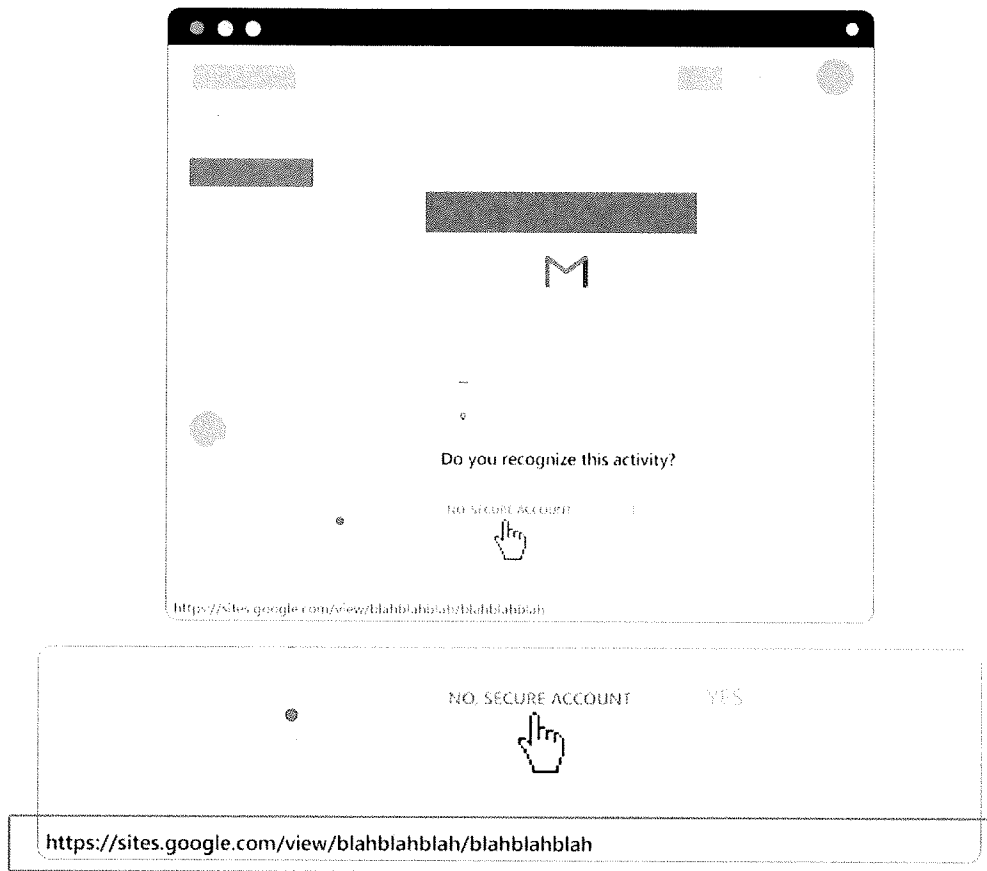 Do you recognize this activity?
NO, SECURE ACCOUNT
https://sites.google.com/view/blahblahblah/blahblahblah
NO, SECURE ACCOUNT YES
https://sites.google.com/view/blahblahblah/blahblahblah